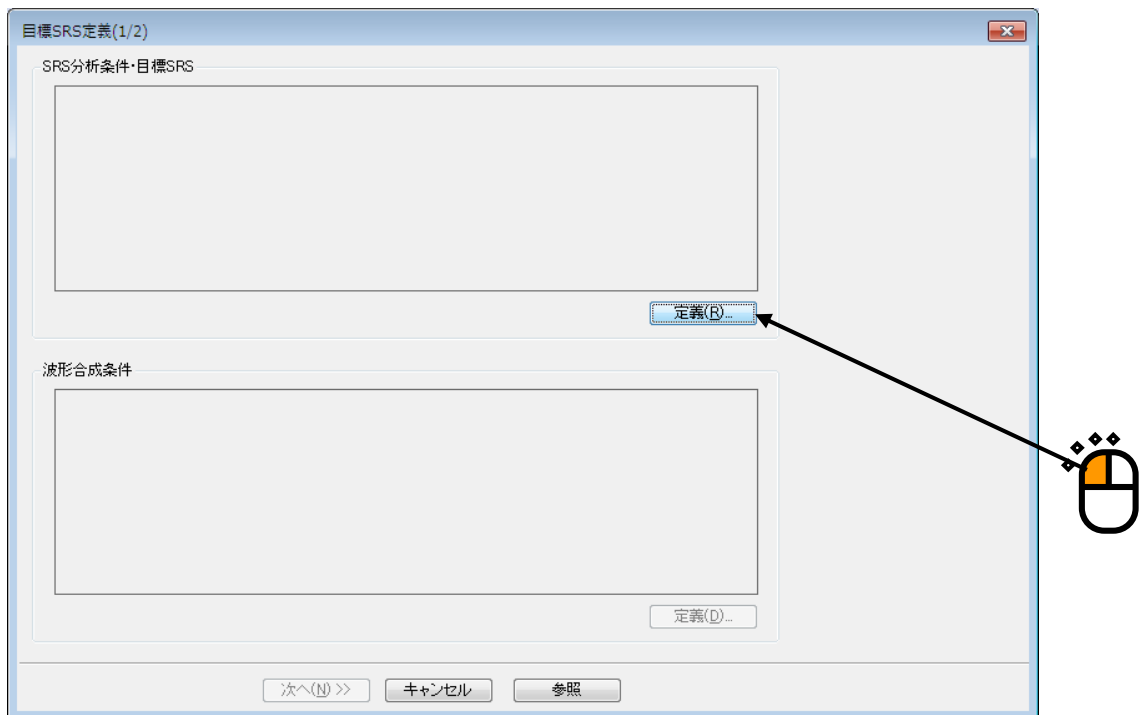 目標SRS定義(1/2)
SRS分析条件・目標SRS
定義(R)...
波形合成条件
定義(D)...
次へ(N) >>
キャンセル
参照